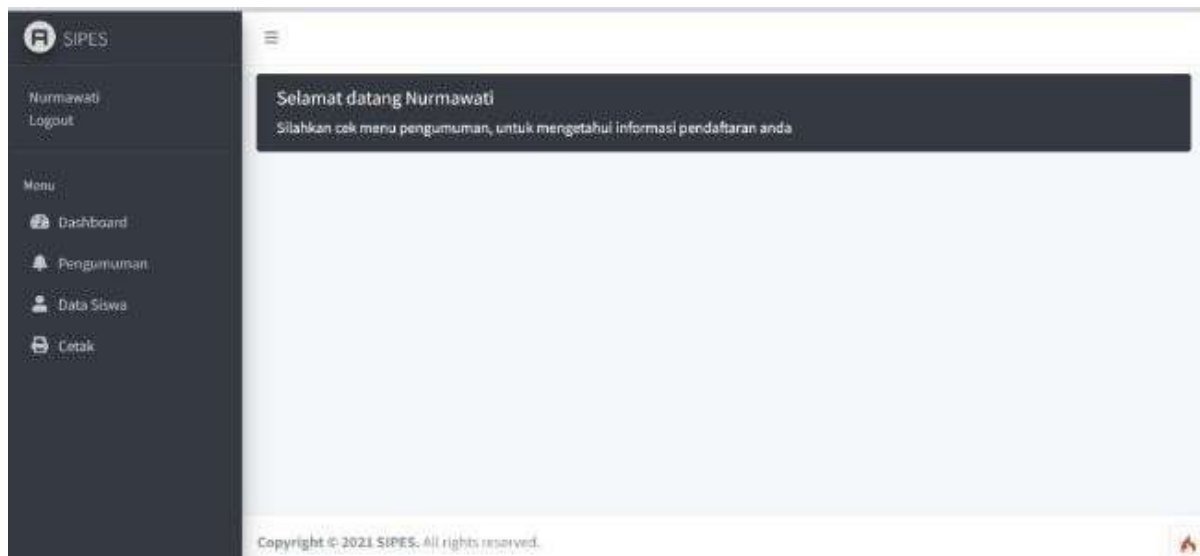 SIPES
Nurmawati
Logout
Menu
Dashboard
Pengumuman
Data Siswa
Cetak
Selamat datang Nurmawati
Silahkan cek menu pengumuman, untuk mengetahui informasi pendaftaran anda
Copyright © 2021 SIPES. All rights reserved.